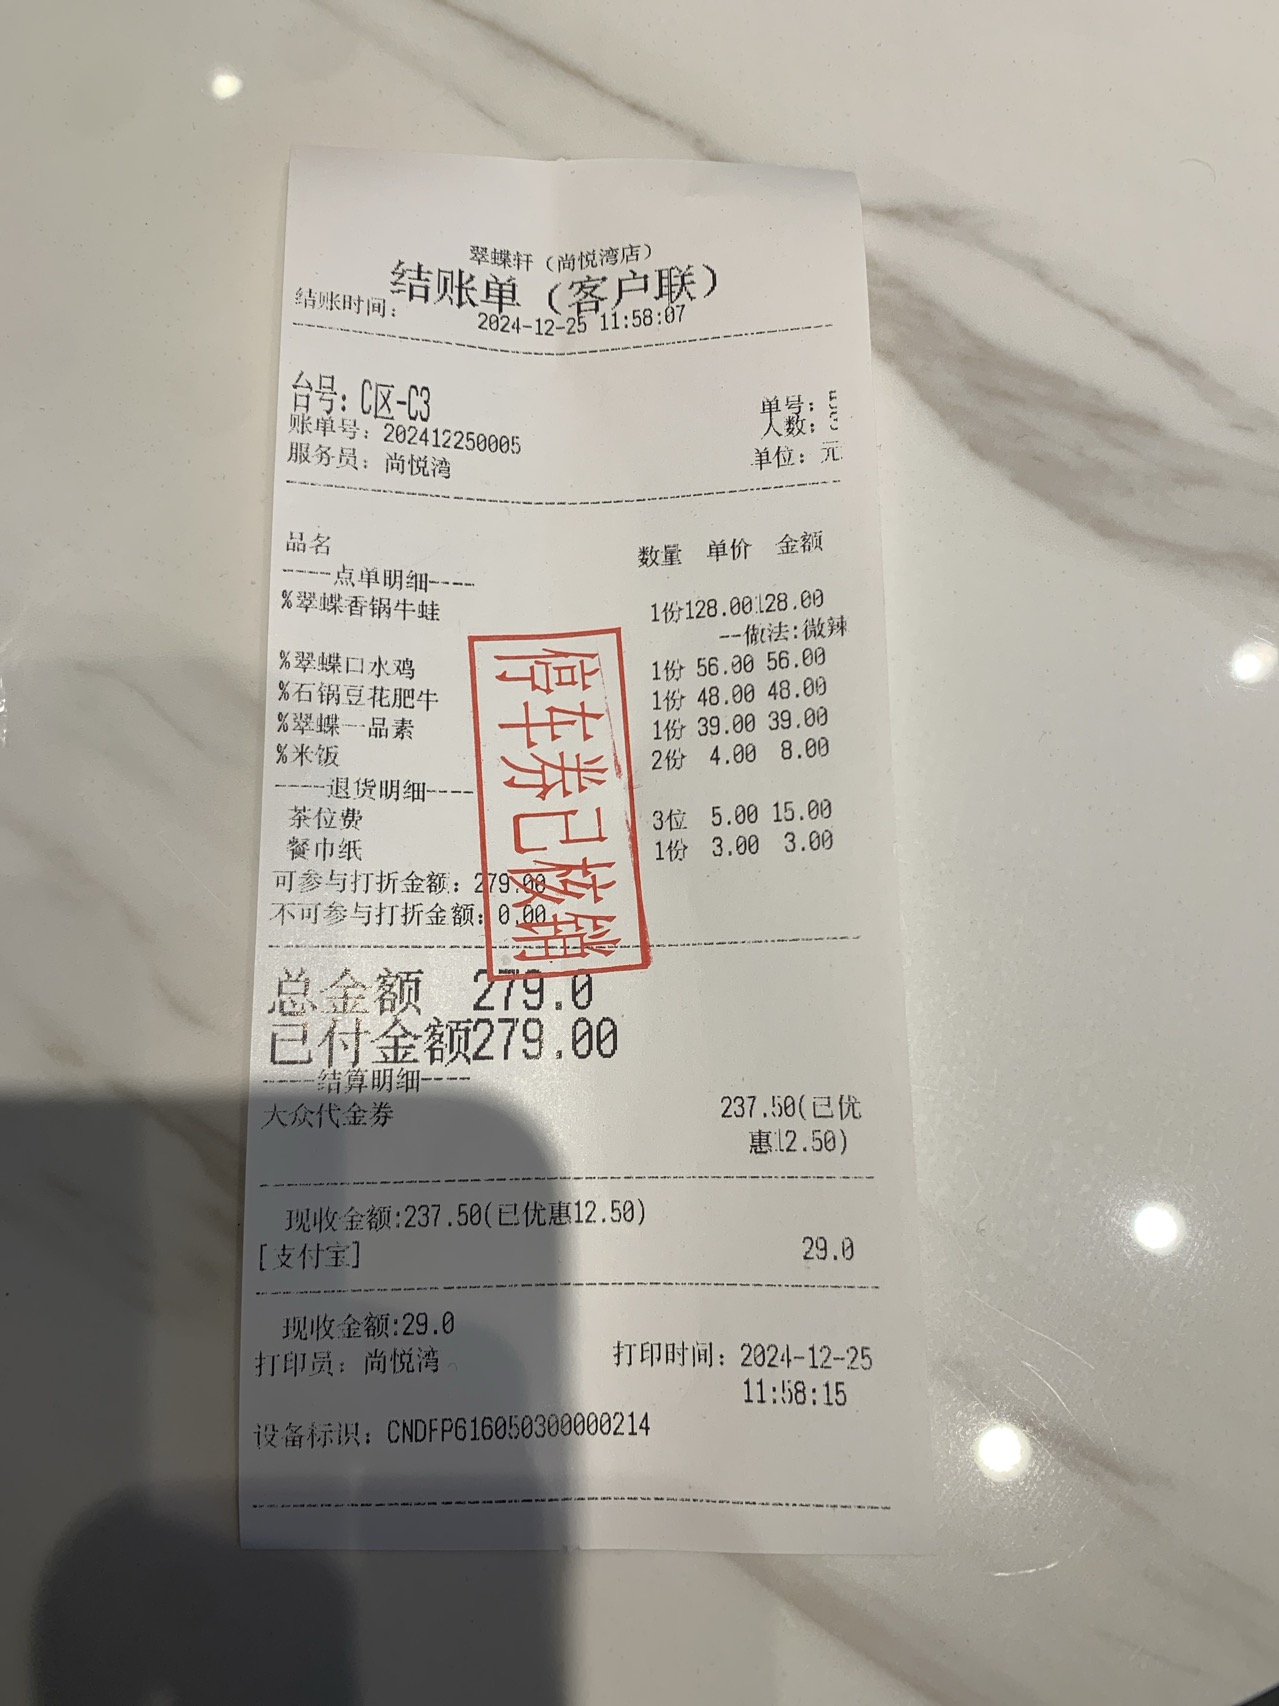 翠蝶轩（尚悦湾店）
结账单（客户联）
结账时间： 2024-12-25 11:58:07
台号：C区-C3
单号：
账单号：202412250005
人数：
服务员：尚悦湾
单位：元
品名 数量 单价 金额
----点单明细----
%翠蝶香锅牛蛙 1份128.00128.00
--做法:微辣
%翠蝶口水鸡 1份 56.00 56.00
%石锅豆花肥牛 1份 48.00 48.00
%翠蝶一品素 1份 39.00 39.00
%米饭 2份 4.00 8.00
----退货明细----
茶位费 3位 5.00 15.00
餐巾纸 1份 3.00 3.00
可参与打折金额：279.00
不可参与打折金额：0.00
停车券已核销
总金额 279.0
已付金额279.00
----结算明细----
大众代金券 237.50(已优
惠12.50)
现收金额:237.50(已优惠12.50)
[支付宝] 29.0
现收金额:29.0
打印员：尚悦湾 打印时间：2024-12-25
11:58:15
设备标识：CNDFP616050300000214